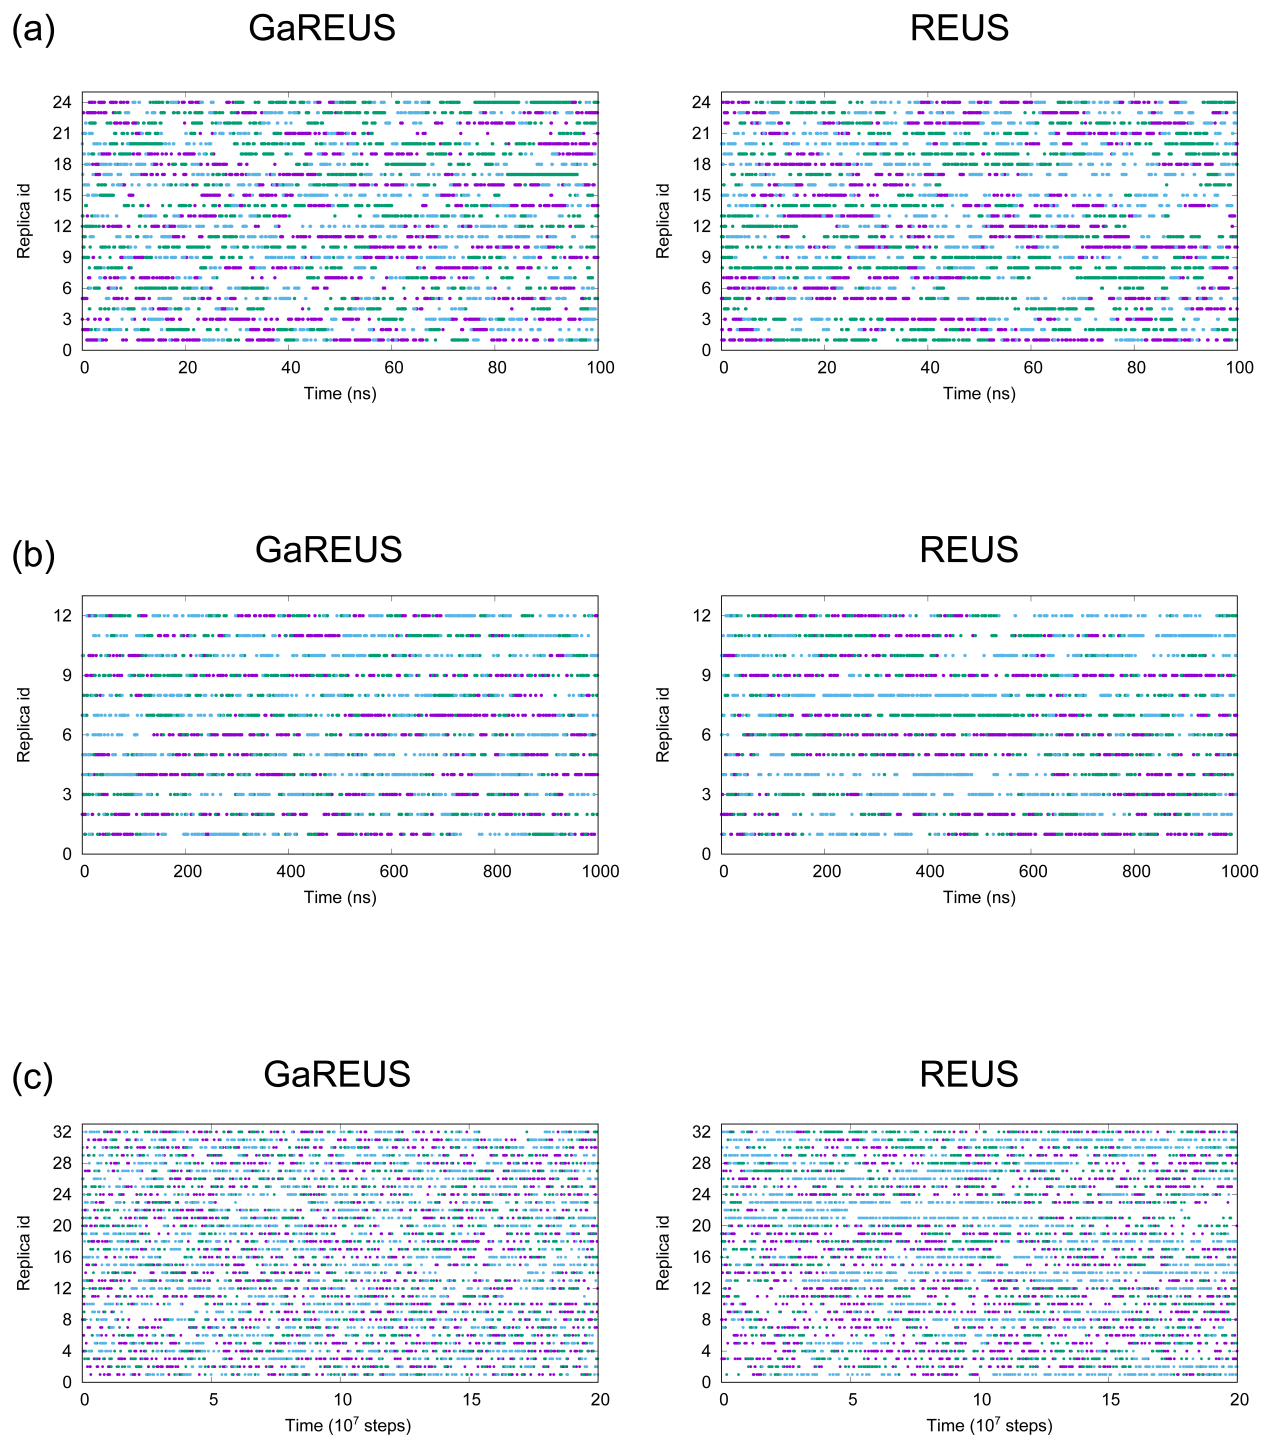 (a) GaREUS REUS
24 24
21 21
18 18
15 15
12 12
9 9
6 6
3 3
0 0
Replica id Replica id
0 20 40 60 80 100 0 20 40 60 80 100
Time (ns) Time (ns)
(b) GaREUS REUS
12 12
9 9
6 6
3 3
0 0
Replica id Replica id
0 200 400 600 800 1000 0 200 400 600 800 1000
Time (ns) Time (ns)
(c) GaREUS REUS
32 32
28 28
24 24
20 20
16 16
12 12
8 8
4 4
0 0
Replica id Replica id
0 5 10 15 20 0 5 10 15 20
Time (10⁷ steps) Time (10⁷ steps)